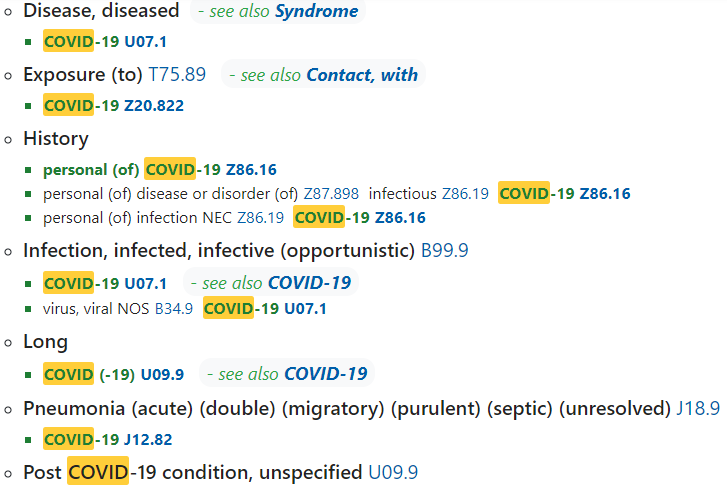 Disease, diseased - see also Syndrome
COVID-19 U07.1
Exposure (to) T75.89 - see also Contact, with
COVID-19 Z20.822
History
personal (of) COVID-19 Z86.16
personal (of) disease or disorder (of) Z87.898 infectious Z86.19 COVID-19 Z86.16
personal (of) infection NEC Z86.19 COVID-19 Z86.16
Infection, infected, infective (opportunistic) B99.9
COVID-19 U07.1 - see also COVID-19
virus, viral NOS B34.9 COVID-19 U07.1
Long
COVID (-19) U09.9 - see also COVID-19
Pneumonia (acute) (double) (migratory) (purulent) (septic) (unresolved) J18.9
COVID-19 J12.82
Post COVID-19 condition, unspecified U09.9